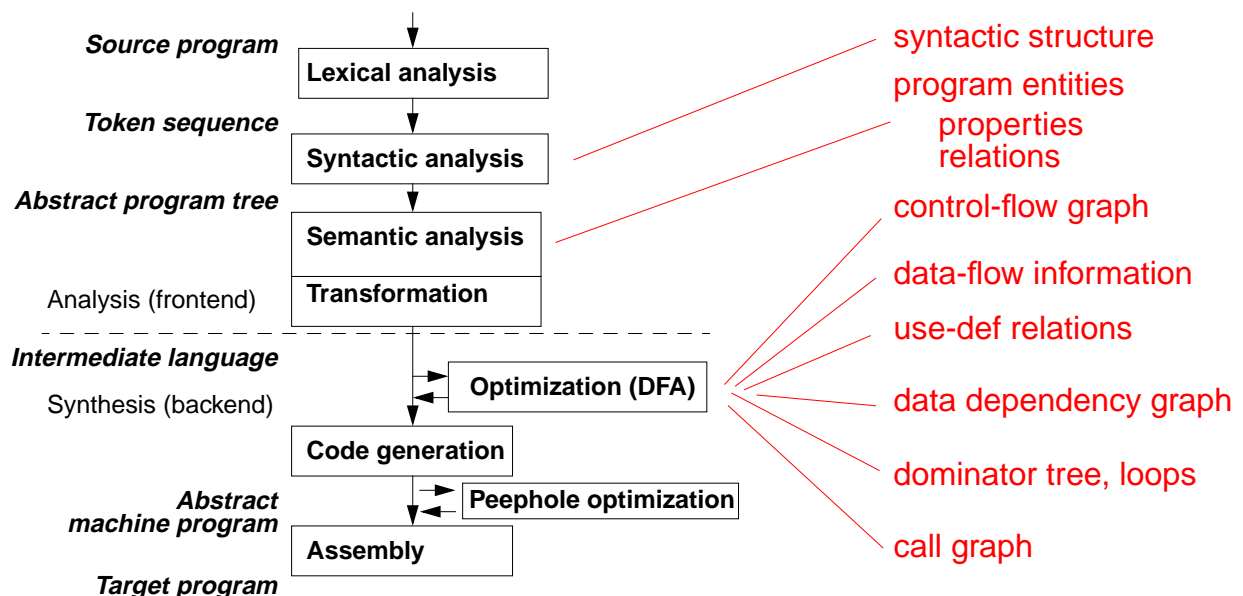 Source program
Lexical analysis
Token sequence
Syntactic analysis
Abstract program tree
Semantic analysis
Analysis (frontend)
Transformation
Intermediate language
Synthesis (backend)
Optimization (DFA)
Code generation
Abstract
machine program
Peephole optimization
Assembly
Target program
syntactic structure
program entities
properties
relations
control-flow graph
data-flow information
use-def relations
data dependency graph
dominator tree, loops
call graph